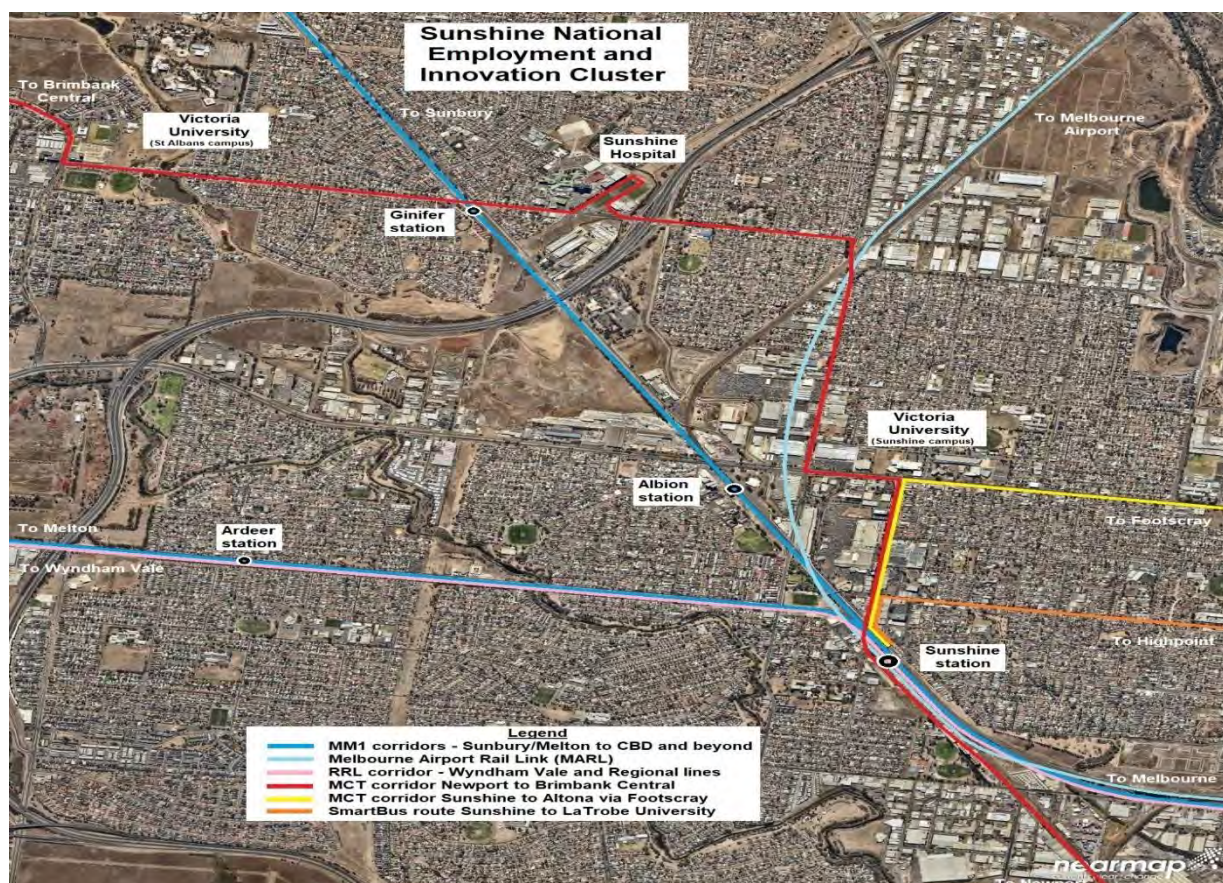 Sunshine National
Employment and
Innovation Cluster
To Brimbank
Central
Victoria
University
(St Albans campus)
To Sunbury
Sunshine
Hospital
To Melbourne
Airport
Ginifer
station
Victoria
University
(Sunshine campus)
Albion
station
To Footscray
To Melton
Ardeer
station
To Wyndham Vale
To Highpoint
Sunshine
station
Legend
MM1 corridors - Sunbury/Melton to CBD and beyond
Melbourne Airport Rail Link (MARL)
RRL corridor - Wyndham Vale and Regional lines
MCT corridor Newport to Brimbank Central
MCT corridor Sunshine to Altona via Footscray
SmartBus route Sunshine to LaTrobe University
To Melbourne
nearmap